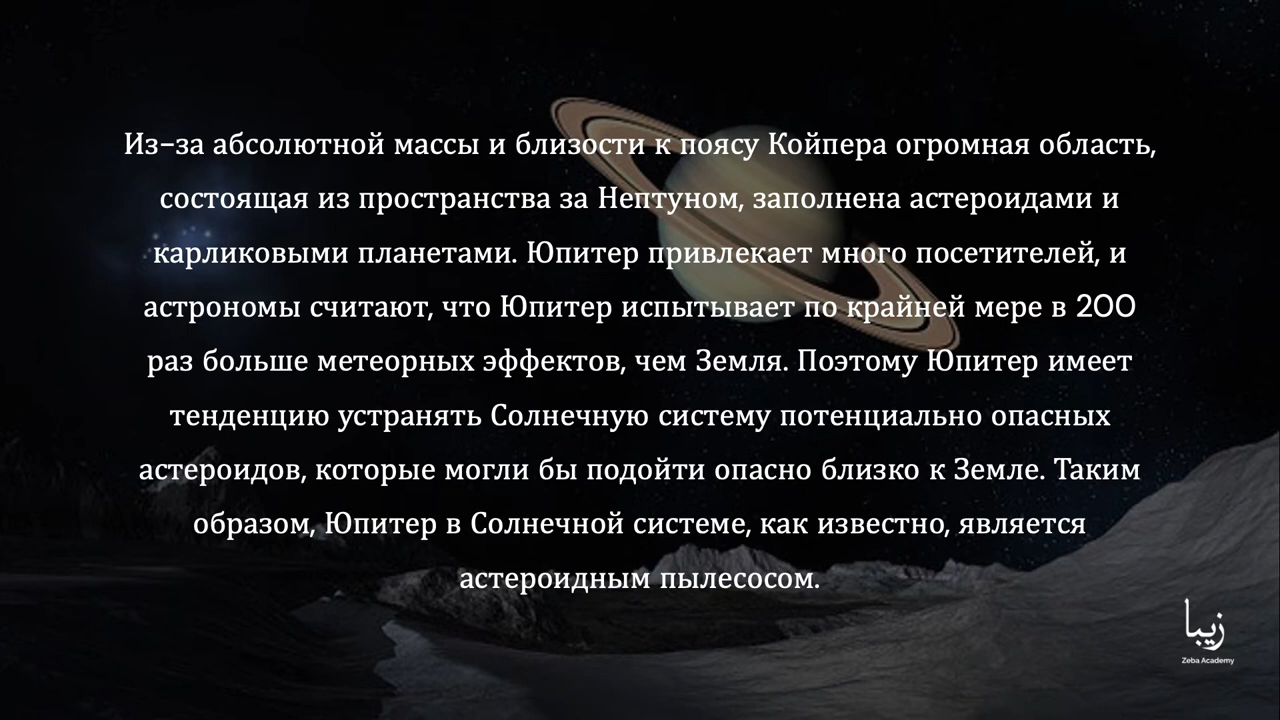 Из-за абсолютной массы и близости к поясу Койпера огромная область,
состоящая из пространства за Нептуном, заполнена астероидами и
карликовыми планетами. Юпитер привлекает много посетителей, и
астрономы считают, что Юпитер испытывает по крайней мере в 200
раз больше метеорных эффектов, чем Земля. Поэтому Юпитер имеет
тенденцию устранять Солнечную систему потенциально опасных
астероидов, которые могли бы подойти опасно близко к Земле. Таким
образом, Юпитер в Солнечной системе, как известно, является
астероидным пылесосом.
زيبا
Zeba Academy